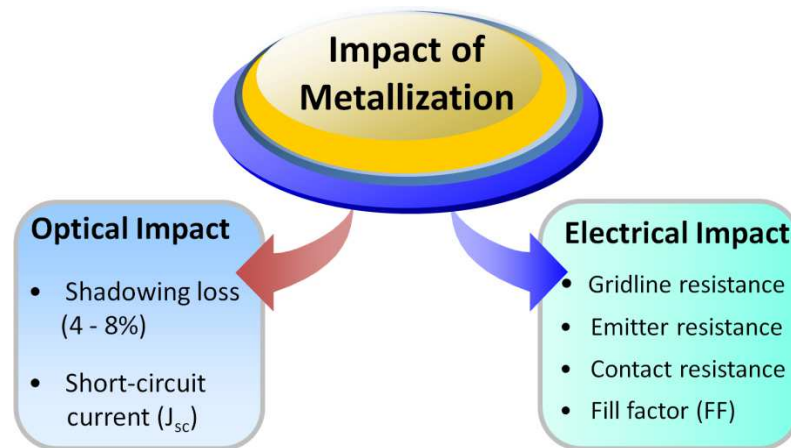 Impact of
Metallization
Optical Impact
• Shadowing loss
(4 - 8%)
• Short-circuit
current (Jsc)
Electrical Impact
• Gridline resistance
• Emitter resistance
• Contact resistance
• Fill factor (FF)